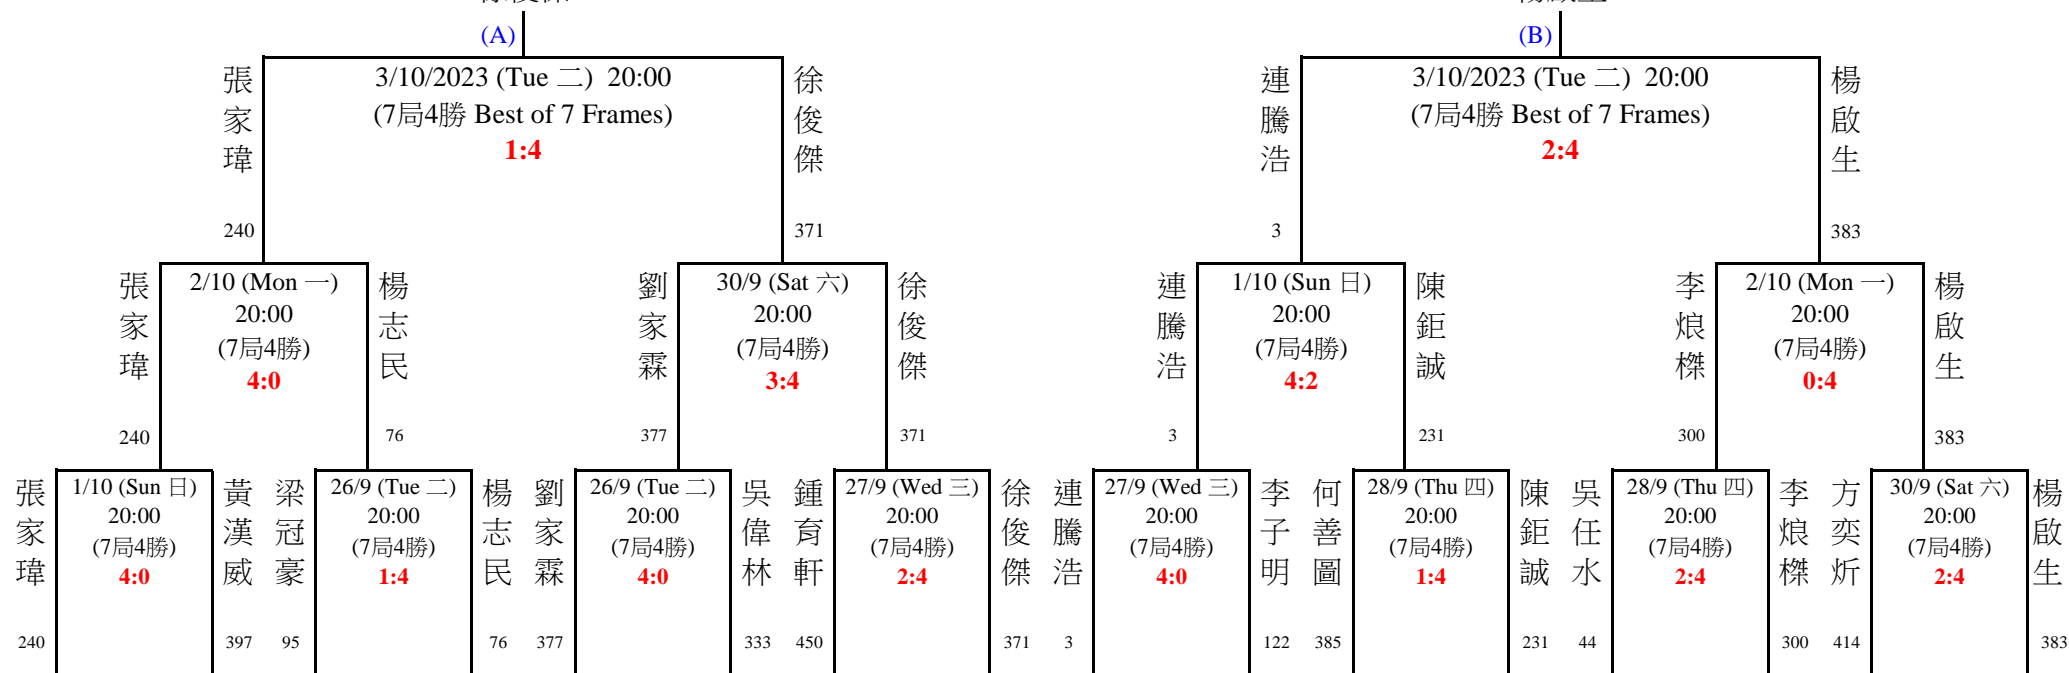 (A)
(B)
張家瑋
3/10/2023 (Tue 二) 20:00
(7局4勝 Best of 7 Frames)
1:4
徐俊傑
連騰浩
3/10/2023 (Tue 二) 20:00
(7局4勝 Best of 7 Frames)
2:4
楊啟生
240
371
3
383
張家瑋
2/10 (Mon 一)
20:00
(7局4勝)
4:0
楊志民
劉家霖
30/9 (Sat 六)
20:00
(7局4勝)
3:4
徐俊傑
連騰浩
1/10 (Sun 日)
20:00
(7局4勝)
4:2
陳鉅誠
李烺榤
2/10 (Mon 一)
20:00
(7局4勝)
0:4
楊啟生
240
76
377
371
3
231
300
383
張家瑋
1/10 (Sun 日)
20:00
(7局4勝)
4:0
黃漢威
梁冠豪
26/9 (Tue 二)
20:00
(7局4勝)
1:4
楊志民
劉家霖
26/9 (Tue 二)
20:00
(7局4勝)
4:0
吳偉林
鍾育軒
27/9 (Wed 三)
20:00
(7局4勝)
2:4
徐俊傑
連騰浩
27/9 (Wed 三)
20:00
(7局4勝)
4:0
李子明
何善圖
28/9 (Thu 四)
20:00
(7局4勝)
1:4
陳鉅誠
吳任水
28/9 (Thu 四)
20:00
(7局4勝)
2:4
李烺榤
方奕炘
30/9 (Sat 六)
20:00
(7局4勝)
2:4
楊啟生
240
397
95
76
377
333
450
371
3
122
385
231
44
300
414
383